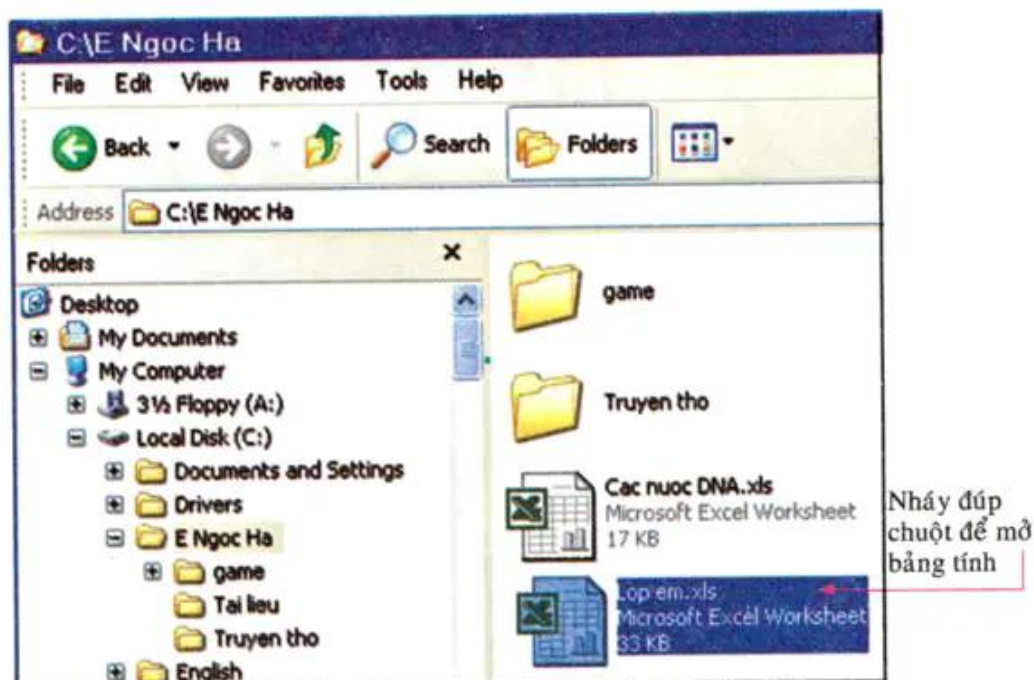 C:\E Ngoc Ha
File Edit View Favorites Tools Help
Back Search Folders
Address C:\E Ngoc Ha
Folders
Desktop
My Documents
My Computer
3½ Floppy (A:)
Local Disk (C:)
Documents and Settings
Drivers
E Ngoc Ha
game
Tai lieu
Truyen tho
English
game
Truyen tho
Cac nuoc DNA.xls
Microsoft Excel Worksheet
17 KB
Lop em.xls
Microsoft Excel Worksheet
33 KB
Nháy đúp
chuột để mở
bảng tính